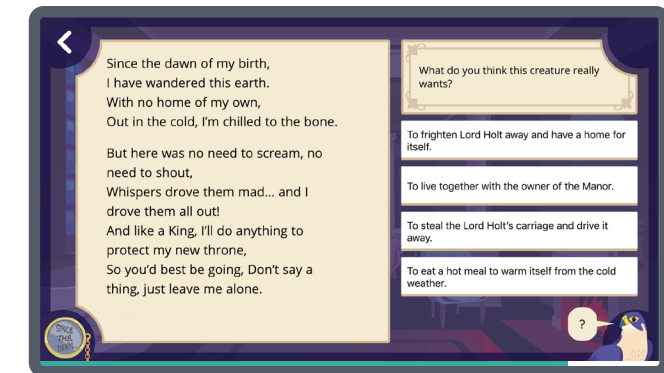 Since the dawn of my birth,
I have wandered this earth.
With no home of my own,
Out in the cold, I'm chilled to the bone.
But here was no need to scream, no
need to shout,
Whispers drove them mad... and I
drove them all out!
And like a King, I'll do anything to
protect my new throne,
So you'd best be going, Don't say a
thing, just leave me alone.
What do you think this creature really
wants?
To frighten Lord Holt away and have a home for
itself.
To live together with the owner of the Manor.
To steal the Lord Holt's carriage and drive it
away.
To eat a hot meal to warm itself from the cold
weather.
?
SINCE
THE
DAWN